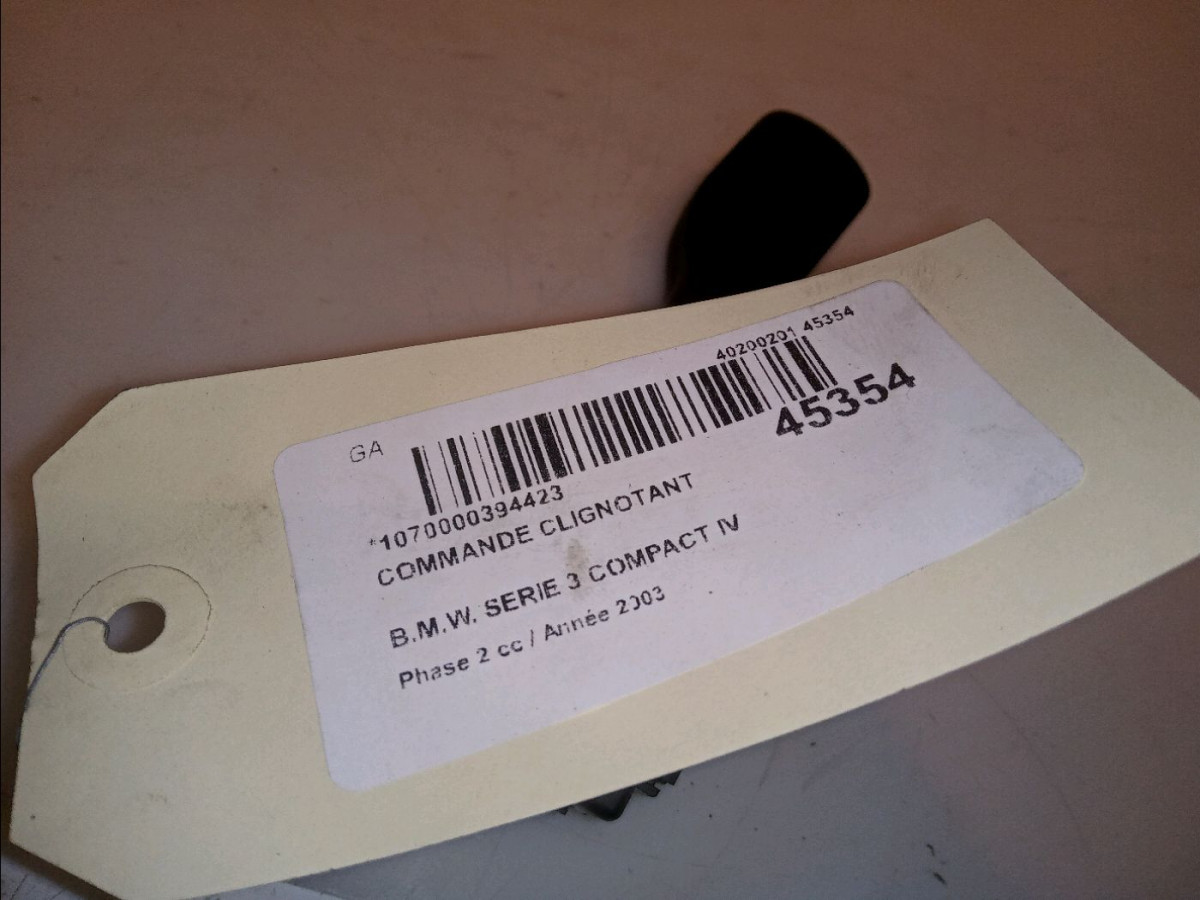 40200201 45354
45354
GA
*1070000394423
COMMANDE CLIGNOTANT
B.M.W. SERIE 3 COMPACT IV
Phase 2 cc / Année 2003